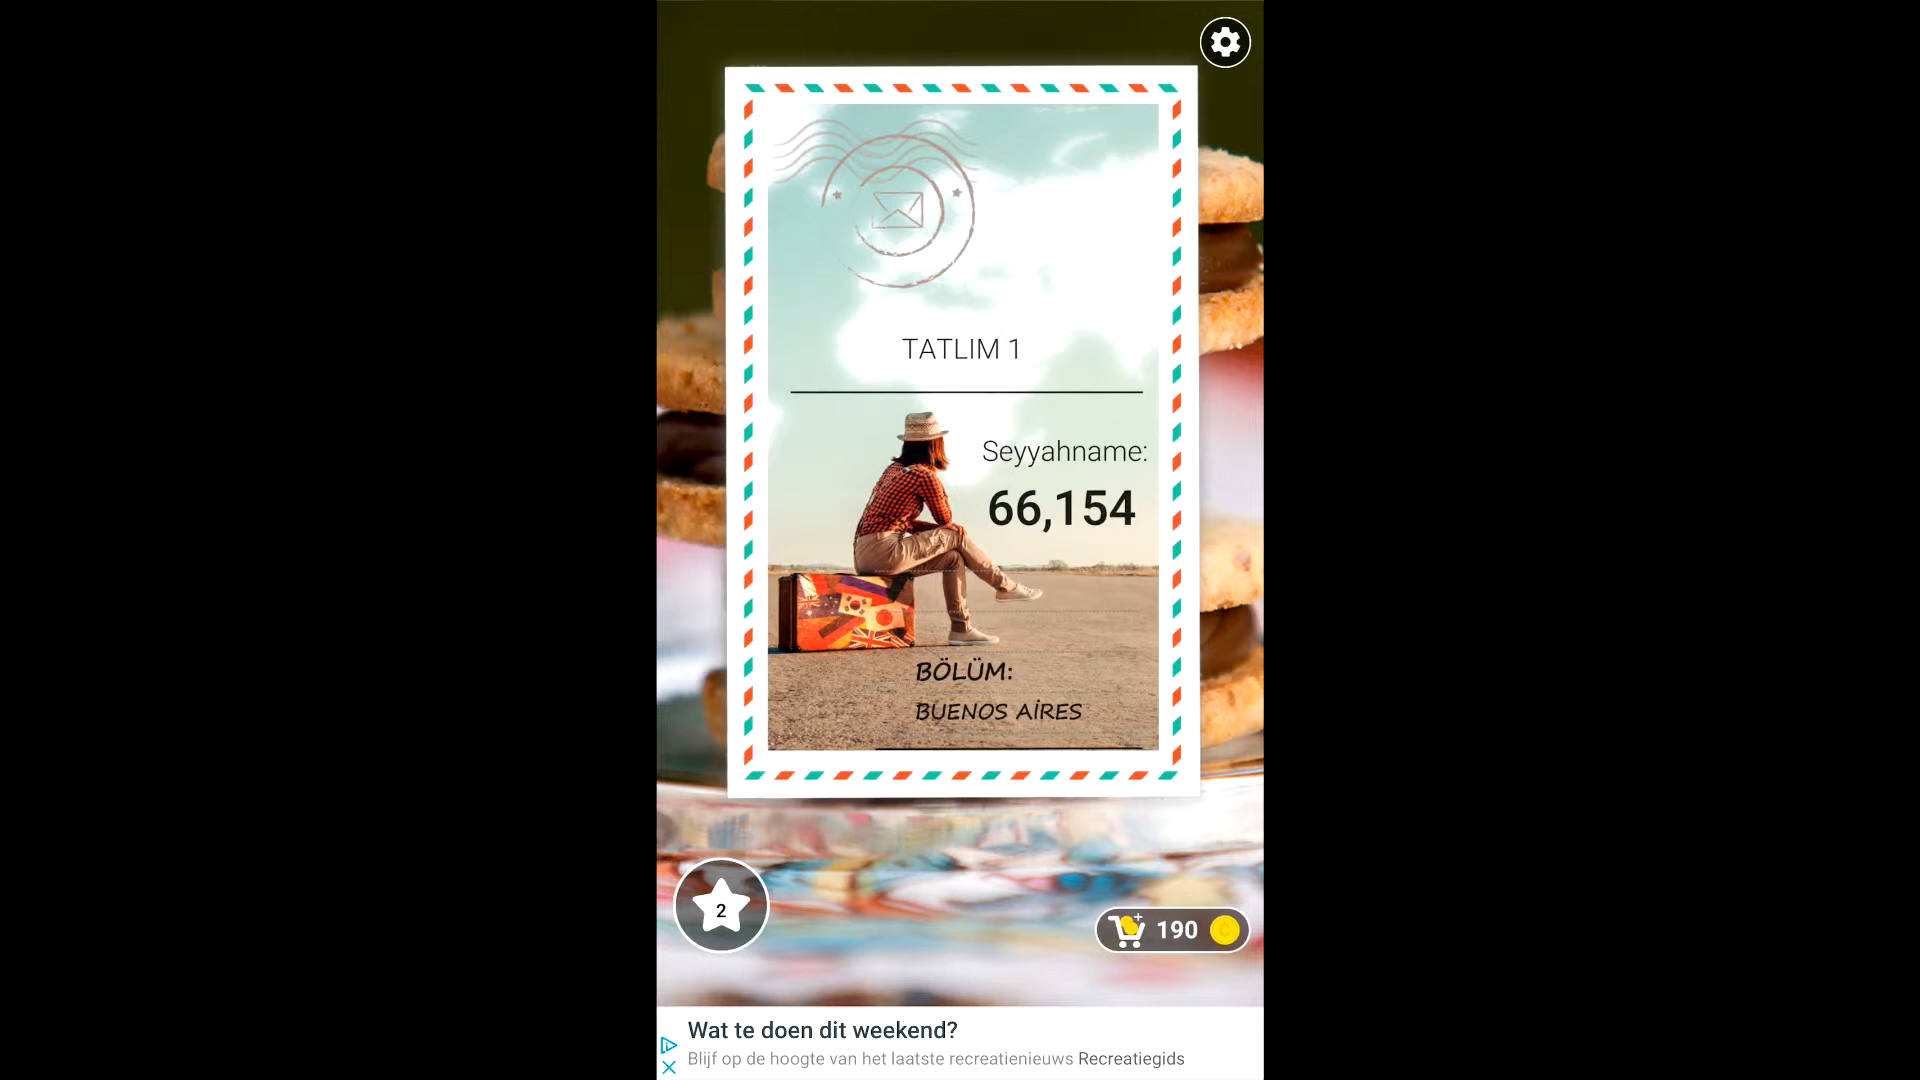 TATLIM 1
Seyyahname:
66,154
BÖLÜM:
BUENOS AİRES
2
190
Wat te doen dit weekend?
Blijf op de hoogte van het laatste recreatienieuws Recreatiegids